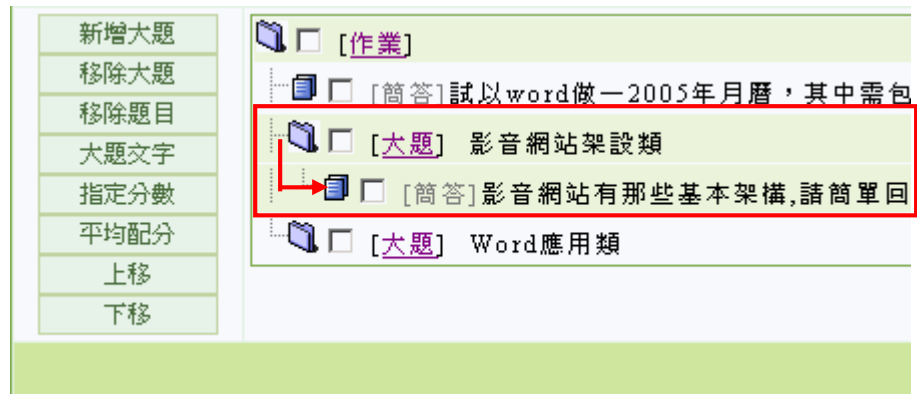 新增大題
移除大題
移除題目
大題文字
指定分數
平均配分
上移
下移
[作業]
[簡答]試以word做一2005年月曆，其中需包
[大題] 影音網站架設類
[簡答]影音網站有那些基本架構,請簡單回
[大題] Word應用類